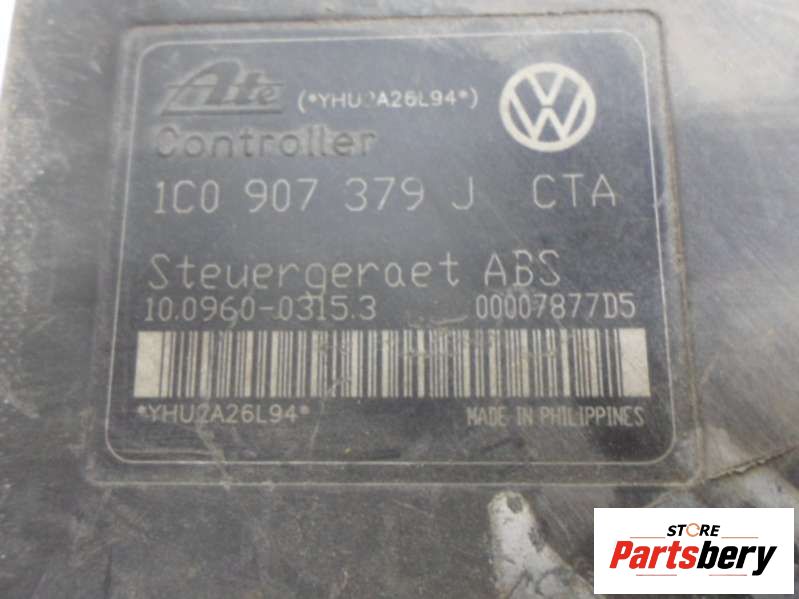 Ate (*YHU2A26L94*)
Controller
1C0 907 379 J CTA
Steuergeraet ABS
10.0960-0315.3 00007877D5
*YHU2A26L94* MADE IN PHILIPPINES
STORE
Partsbery